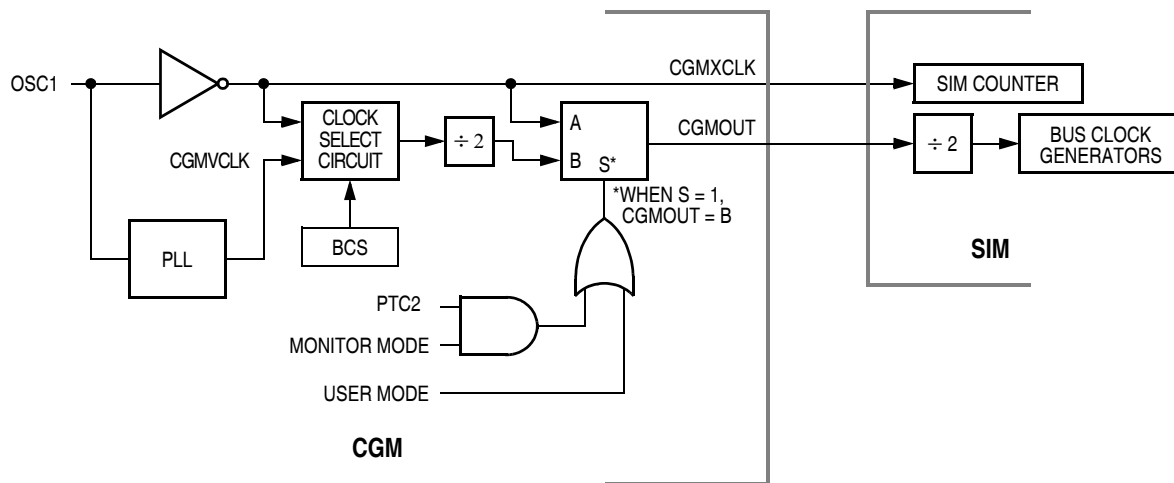 OSC1
CGMXCLK
SIM COUNTER
CLOCK
SELECT
CIRCUIT
÷ 2
A
B
S*
CGMOUT
÷ 2
BUS CLOCK
GENERATORS
CGMVCLK
*WHEN S = 1,
CGMOUT = B
PLL
BCS
SIM
PTC2
MONITOR MODE
USER MODE
CGM